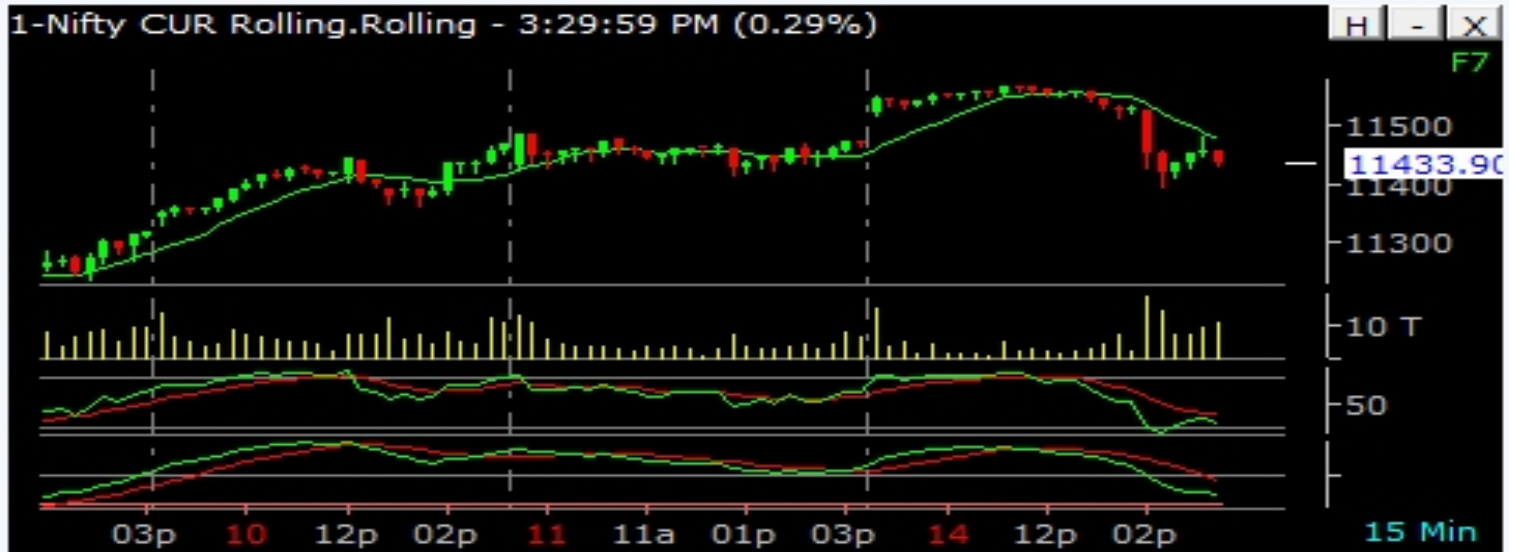 1-Nifty CUR Rolling.Rolling - 3:29:59 PM (0.29%)
H - X
F7
11500
11433.90
11400
11300
10 T
50
03p 10 12p 02p 11 11a 01p 03p 14 12p 02p 15 Min